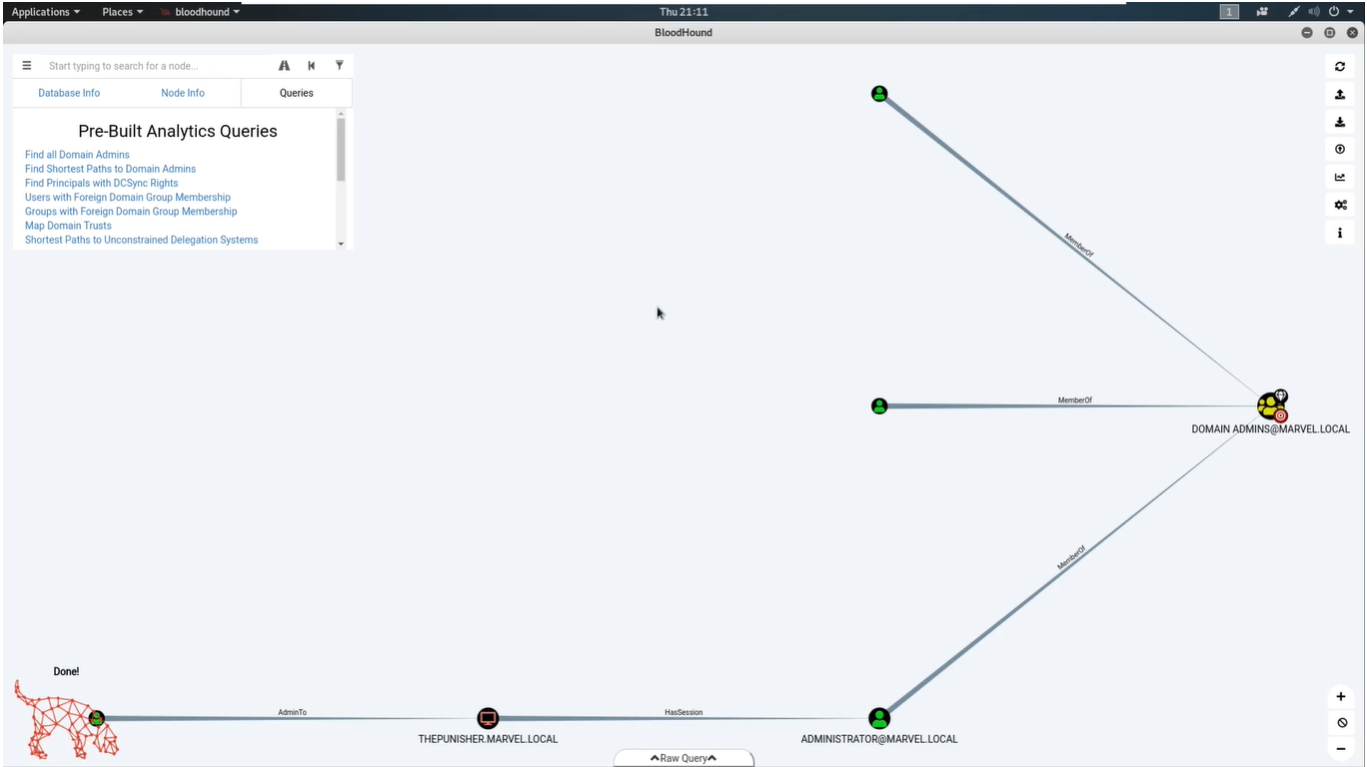 Applications Places bloodhound Thu 21:11 1
BloodHound
Start typing to search for a node...
Database Info Node Info Queries
Pre-Built Analytics Queries
Find all Domain Admins
Find Shortest Paths to Domain Admins
Find Principals with DCSync Rights
Users with Foreign Domain Group Membership
Groups with Foreign Domain Group Membership
Map Domain Trusts
Shortest Paths to Unconstrained Delegation Systems
MemberOf
MemberOf
DOMAIN ADMINS@MARVEL.LOCAL
MemberOf
Done!
AdminTo
HasSession
THEPUNISHER.MARVEL.LOCAL
ADMINISTRATOR@MARVEL.LOCAL
Raw Query